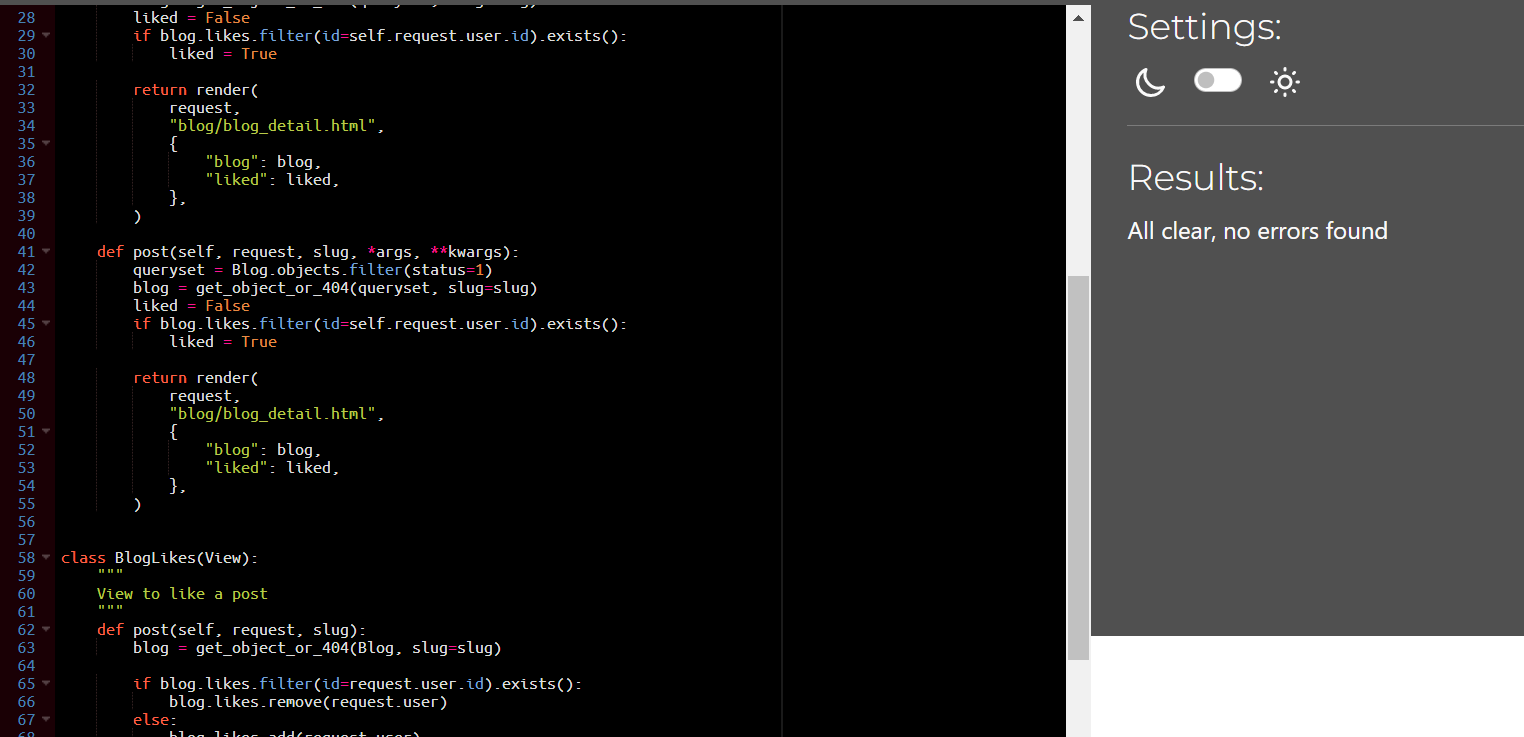 28 liked = False
29 if blog.likes.filter(id=self.request.user.id).exists():
30 liked = True
31
32 return render(
33 request,
34 "blog/blog_detail.html",
35 {
36 "blog": blog,
37 "liked": liked,
38 },
39 )
40
41 def post(self, request, slug, *args, **kwargs):
42 queryset = Blog.objects.filter(status=1)
43 blog = get_object_or_404(queryset, slug=slug)
44 liked = False
45 if blog.likes.filter(id=self.request.user.id).exists():
46 liked = True
47
48 return render(
49 request,
50 "blog/blog_detail.html",
51 {
52 "blog": blog,
53 "liked": liked,
54 },
55 )
56
57
58 class BlogLikes(View):
59 """
60 View to like a post
61 """
62 def post(self, request, slug):
63 blog = get_object_or_404(Blog, slug=slug)
64
65 if blog.likes.filter(id=request.user.id).exists():
66 blog.likes.remove(request.user)
67 else:
68 blog.likes.add(request.user)
Settings:
Results:
All clear, no errors found